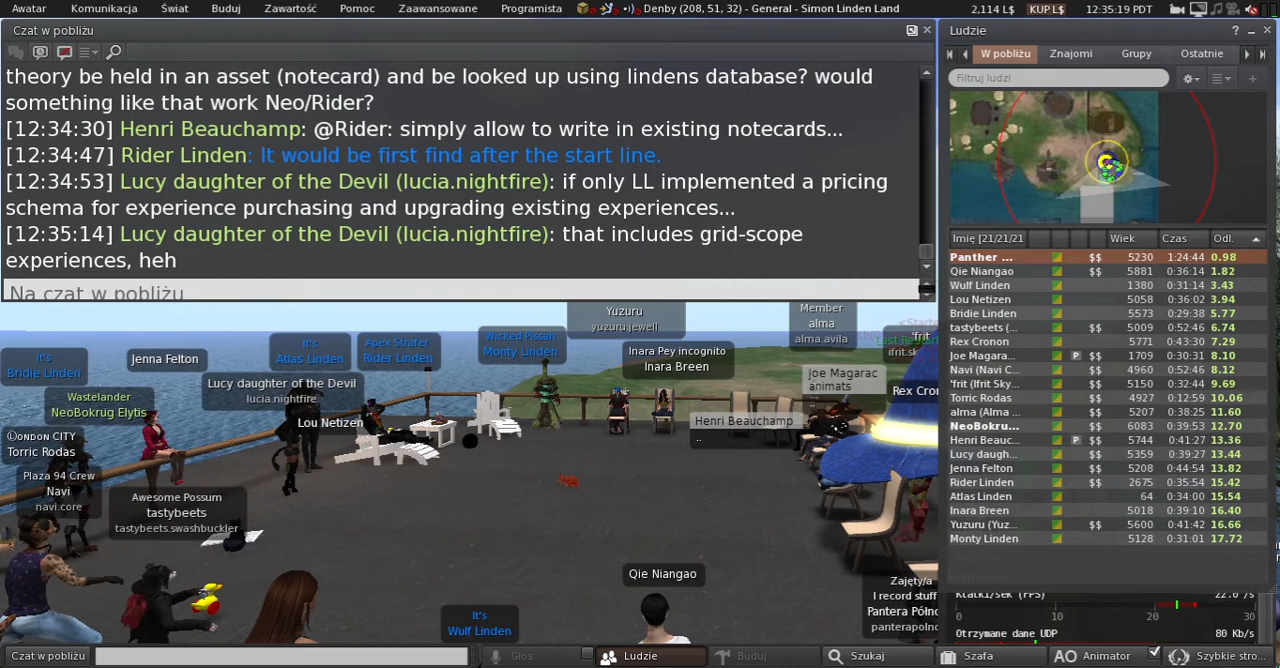 Awatar Komunikacja Świat Buduj Zawartość Pomoc Zaawansowane Programista Denby (208, 51, 32) - General - Simon Linden Land 2,114 L$ KUP L$ 12:35:19 PDT
Czat w pobliżu
theory be held in an asset (notecard) and be looked up using lindens database? would
something like that work Neo/Rider?
[12:34:30] Henri Beauchamp: @Rider: simply allow to write in existing notecards...
[12:34:47] Rider Linden: It would be first find after the start line.
[12:34:53] Lucy daughter of the Devil (lucia.nightfire): if only LL implemented a pricing
schema for experience purchasing and upgrading existing experiences...
[12:35:14] Lucy daughter of the Devil (lucia.nightfire): that includes grid-scope
experiences, heh
Na czat w pobliżu
Ludzie
W pobliżu Znajomi Grupy Ostatnie
Filtruj ludzi
Imię [21/21/21 Wiek Czas Odl.
Panther ... $$ 5230 1:24:44 0.98
Qie Niangao $$ 5881 0:36:14 1.82
Wulf Linden 1380 0:31:14 3.43
Lou Netizen 5058 0:36:02 3.94
Bridie Linden 5573 0:29:38 5.77
tastybeets (... $$ 5009 0:52:46 6.74
Rex Cronon 5771 0:43:30 7.29
Joe Magara... P $$ 1709 0:30:31 8.10
Navi (Navi C... $$ 4960 0:52:46 8.12
'frit (Ifrit Sky... $$ 5150 0:32:44 9.69
Torric Rodas $$ 4927 0:12:59 10.06
alma (Alma ... $$ 5207 0:38:25 11.60
NeoBokru... $$ 6083 0:39:53 12.70
Henri Beauc... P $$ 5744 0:41:27 13.36
Lucy daugh... $$ 5359 0:39:27 13.44
Jenna Felton $$ 5208 0:44:54 13.82
Rider Linden $$ 2675 0:35:54 15.42
Atlas Linden 64 0:34:00 15.54
Inara Breen 5018 0:39:10 16.40
Yuzuru (Yuz... $$ 5600 0:41:42 16.66
Monty Linden 5128 0:31:01 17.72
Klatki/sek (FPS) 22.0 /s
0 10 20 30
Otrzymane dane UDP 80 Kb/s
Yuzuru
yuzuru.jewell
Member
alma
alma.avila
'frit
ifrit.sk
It's
Bridie Linden
Jenna Felton
It's
Atlas Linden
Apex Strafer
Rider Linden
Wicked Pissah
Monty Linden
Inara Pey incognito
Inara Breen
Joe Magarac
animats
Rex Cron
Lucy daughter of the Devil
lucia.nightfire
Wastelander
NeoBokrug Elytis
Lou Netizen
Henri Beauchamp
..
LONDON CITY
Torric Rodas
Plaza 94 Crew
Navi
navi.core
Awesome Possum
tastybeets
tastybeets.swashbuckler
Qie Niangao
It's
Wulf Linden
Zajęty/a
I record stuff
Pantera Półno
panterapolno
Czat w pobliżu Głos Ludzie Buduj Szukaj Szafa AO Animator Szybkie stro...